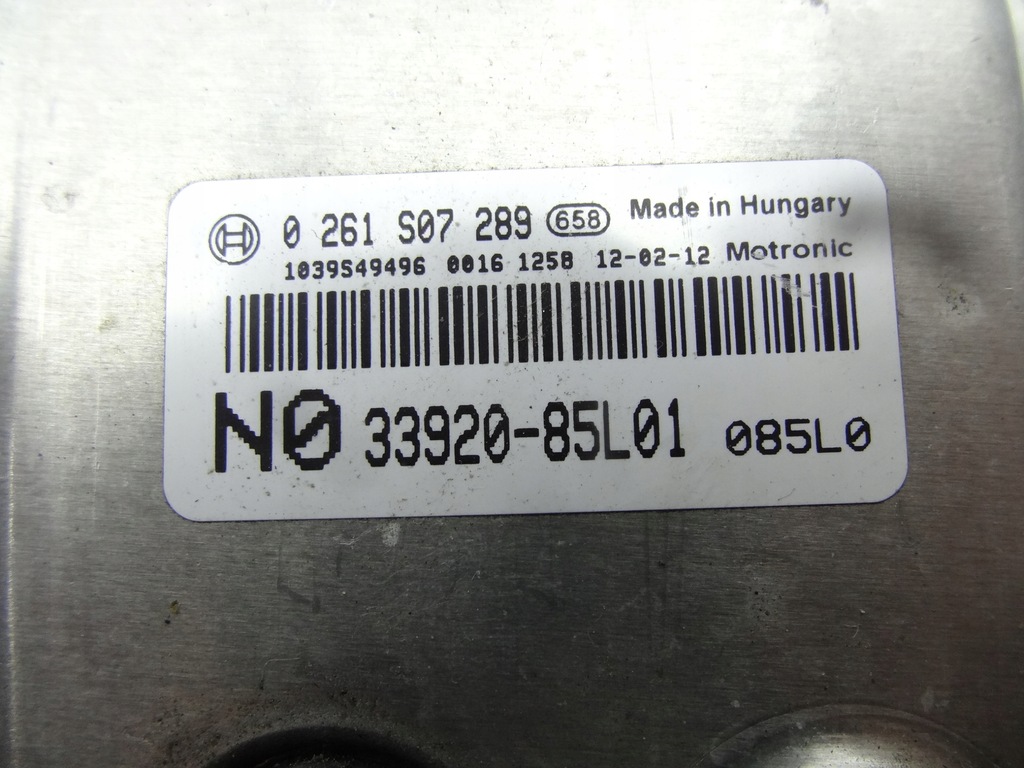 0 261 S07 289 658 Made in Hungary
1039S49496 0016 1258 12-02-12 Motronic
N0 33920-85L01 085L0